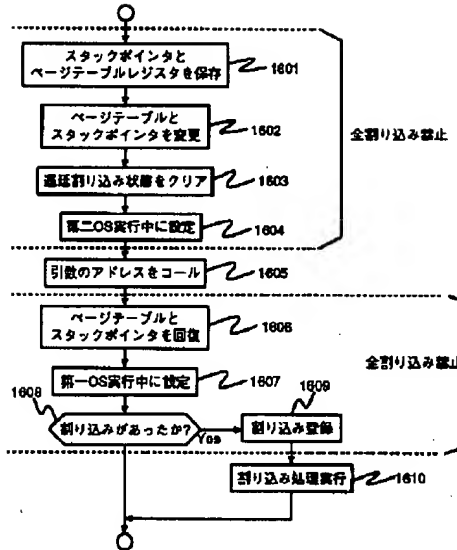 スタックポインタと
ページテーブルレジスタを保存
1601
ページテーブルと
スタックポインタを変更
1602
全割り込み禁止
遅延割り込み状態をクリア
1603
第二OS実行中に設定
1604
引数のアドレスをコール
1605
ページテーブルと
スタックポインタを回復
1606
全割り込み禁止
第一OS実行中に設定
1607
1608
割り込みがあったか?
Yes
1609
割り込み登録
割り込み処理実行
1610